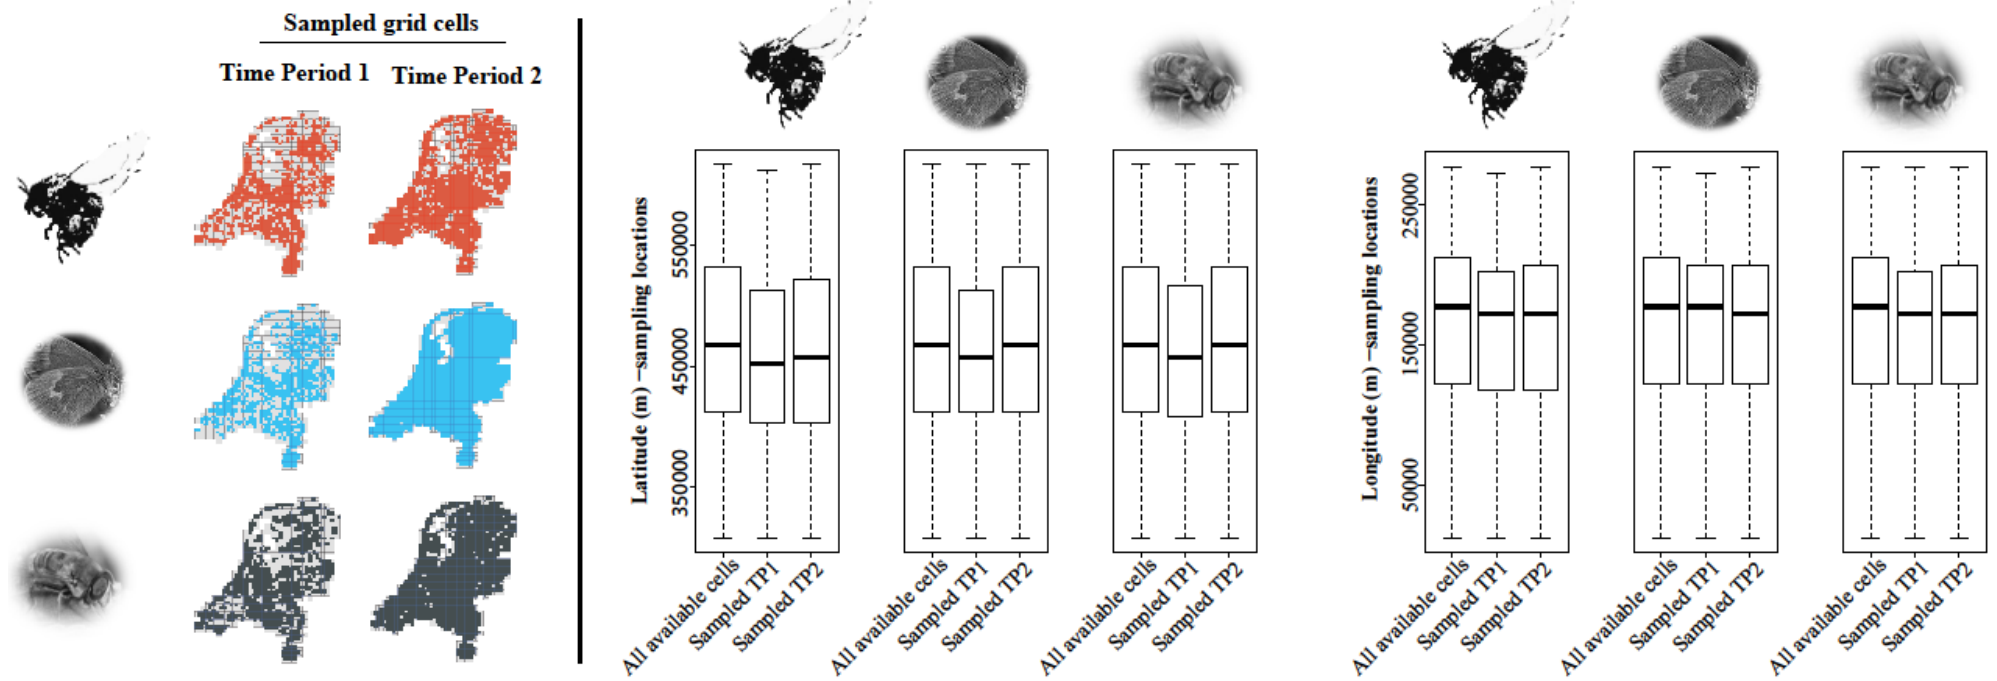 Sampled grid cells
Time Period 1
Time Period 2
Latitude (m) –sampling locations
350000
450000
550000
All available cells
Sampled TP1
Sampled TP2
All available cells
Sampled TP1
Sampled TP2
All available cells
Sampled TP1
Sampled TP2
Longitude (m) –sampling locations
50000
150000
250000
All available cells
Sampled TP1
Sampled TP2
All available cells
Sampled TP1
Sampled TP2
All available cells
Sampled TP1
Sampled TP2